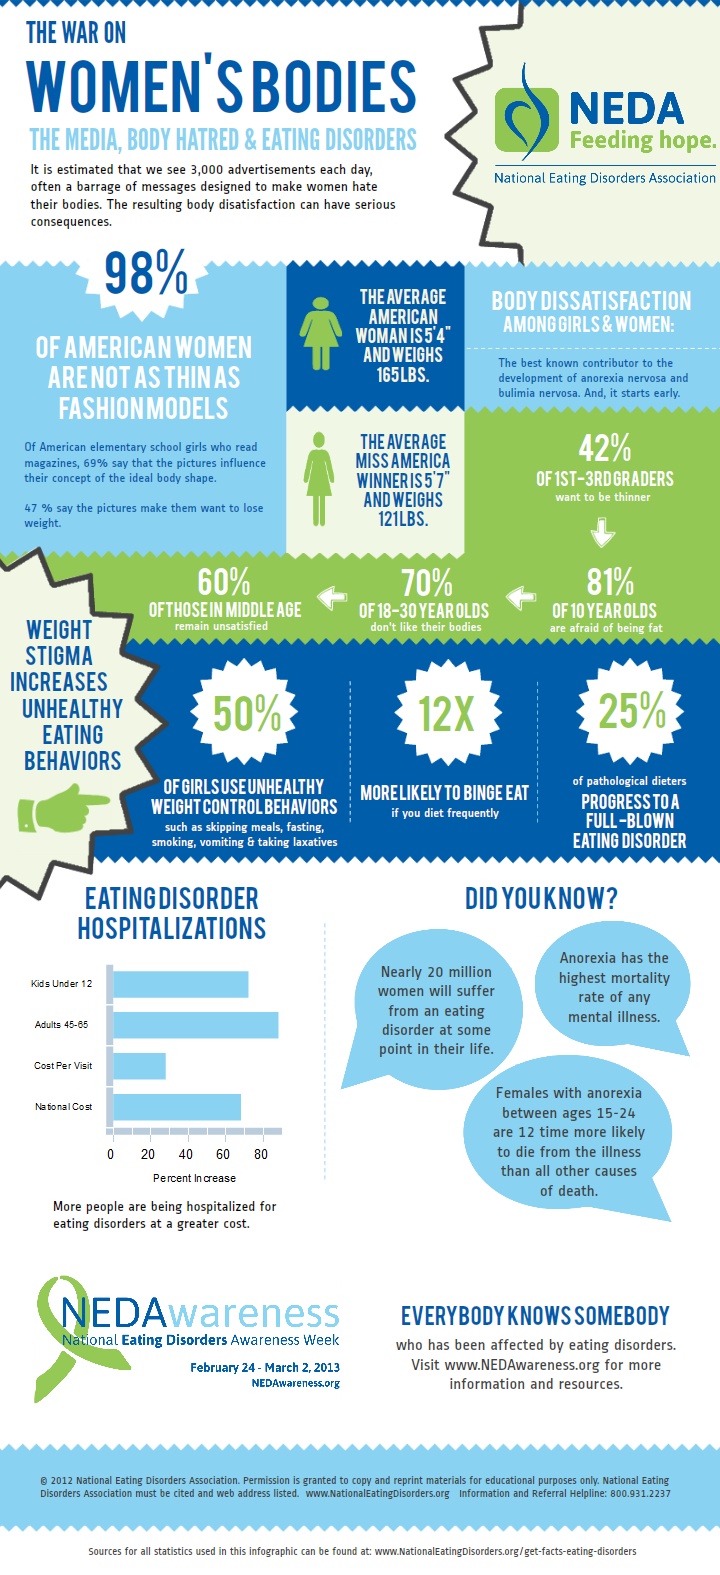 THE WAR ON
WOMEN'S BODIES
THE MEDIA, BODY HATRED & EATING DISORDERS
It is estimated that we see 3,000 advertisements each day,
often a barrage of messages designed to make women hate
their bodies. The resulting body disatisfaction can have serious
consequences.
NEDA
Feeding hope.
National Eating Disorders Association
98%
OF AMERICAN WOMEN
ARE NOT AS THIN AS
FASHION MODELS
Of American elementary school girls who read
magazines, 69% say that the pictures influence
their concept of the ideal body shape.
47 % say the pictures make them want to lose
weight.
THE AVERAGE
AMERICAN
WOMAN IS 5'4"
AND WEIGHS
165 LBS.
THE AVERAGE
MISS AMERICA
WINNER IS 5'7"
AND WEIGHS
121 LBS.
BODY DISSATISFACTION
AMONG GIRLS & WOMEN:
The best known contributor to the
development of anorexia nervosa and
bulimia nervosa. And, it starts early.
42%
OF 1ST-3RD GRADERS
want to be thinner
81%
OF 10 YEAR OLDS
are afraid of being fat
70%
OF 18-30 YEAR OLDS
don't like their bodies
60%
OF THOSE IN MIDDLE AGE
remain unsatisfied
WEIGHT
STIGMA
INCREASES
UNHEALTHY
EATING
BEHAVIORS
50%
OF GIRLS USE UNHEALTHY
WEIGHT CONTROL BEHAVIORS
such as skipping meals, fasting,
smoking, vomiting & taking laxatives
12X
MORE LIKELY TO BINGE EAT
if you diet frequently
25%
of pathological dieters
PROGRESS TO A
FULL-BLOWN
EATING DISORDER
EATING DISORDER
HOSPITALIZATIONS
Kids Under 12
Adults 45-65
Cost Per Visit
National Cost
0 20 40 60 80
Percent Increase
More people are being hospitalized for
eating disorders at a greater cost.
DID YOU KNOW?
Nearly 20 million
women will suffer
from an eating
disorder at some
point in their life.
Anorexia has the
highest mortality
rate of any
mental illness.
Females with anorexia
between ages 15-24
are 12 time more likely
to die from the illness
than all other causes
of death.
NEDAwareness
National Eating Disorders Awareness Week
February 24 - March 2, 2013
NEDAwareness.org
EVERYBODY KNOWS SOMEBODY
who has been affected by eating disorders.
Visit www.NEDAwareness.org for more
information and resources.
© 2012 National Eating Disorders Association. Permission is granted to copy and reprint materials for educational purposes only. National Eating
Disorders Association must be cited and web address listed. www.NationalEatingDisorders.org Information and Referral Helpline: 800.931.2237
Sources for all statistics used in this infographic can be found at: www.NationalEatingDisorders.org/get-facts-eating-disorders